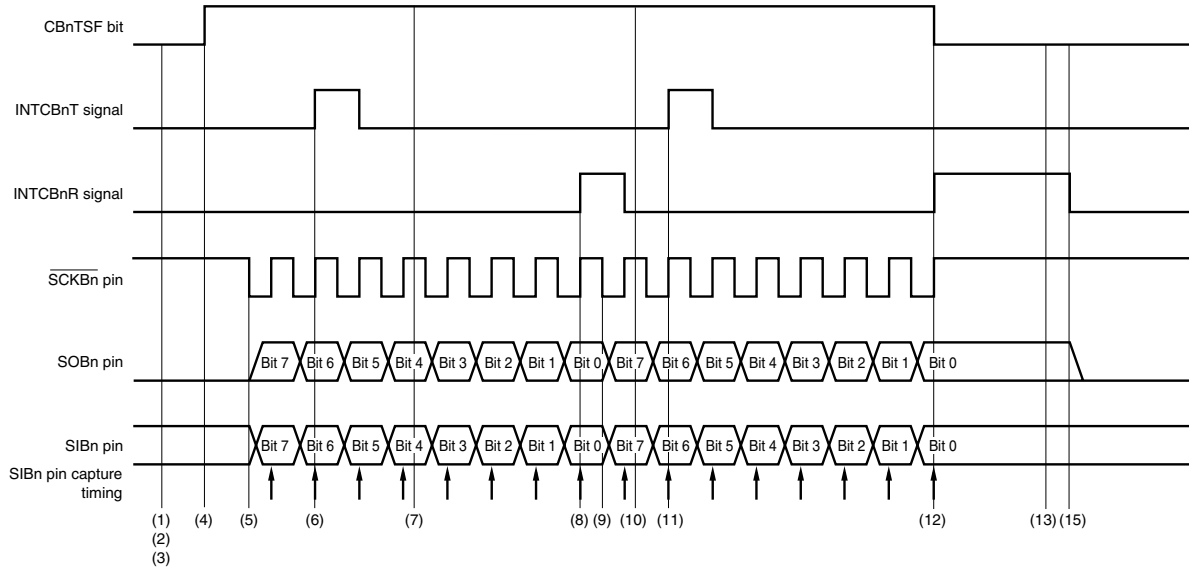 CBnTSF bit
INTCBnT signal
INTCBnR signal
SCKBn pin
SOBn pin
Bit 7 Bit 6 Bit 5 Bit 4 Bit 3 Bit 2 Bit 1 Bit 0 Bit 7 Bit 6 Bit 5 Bit 4 Bit 3 Bit 2 Bit 1 Bit 0
SIBn pin
Bit 7 Bit 6 Bit 5 Bit 4 Bit 3 Bit 2 Bit 1 Bit 0 Bit 7 Bit 6 Bit 5 Bit 4 Bit 3 Bit 2 Bit 1 Bit 0
SIBn pin capture
timing
(1) (4) (5) (6) (7) (8) (9) (10) (11) (12) (13) (15)
(2)
(3)